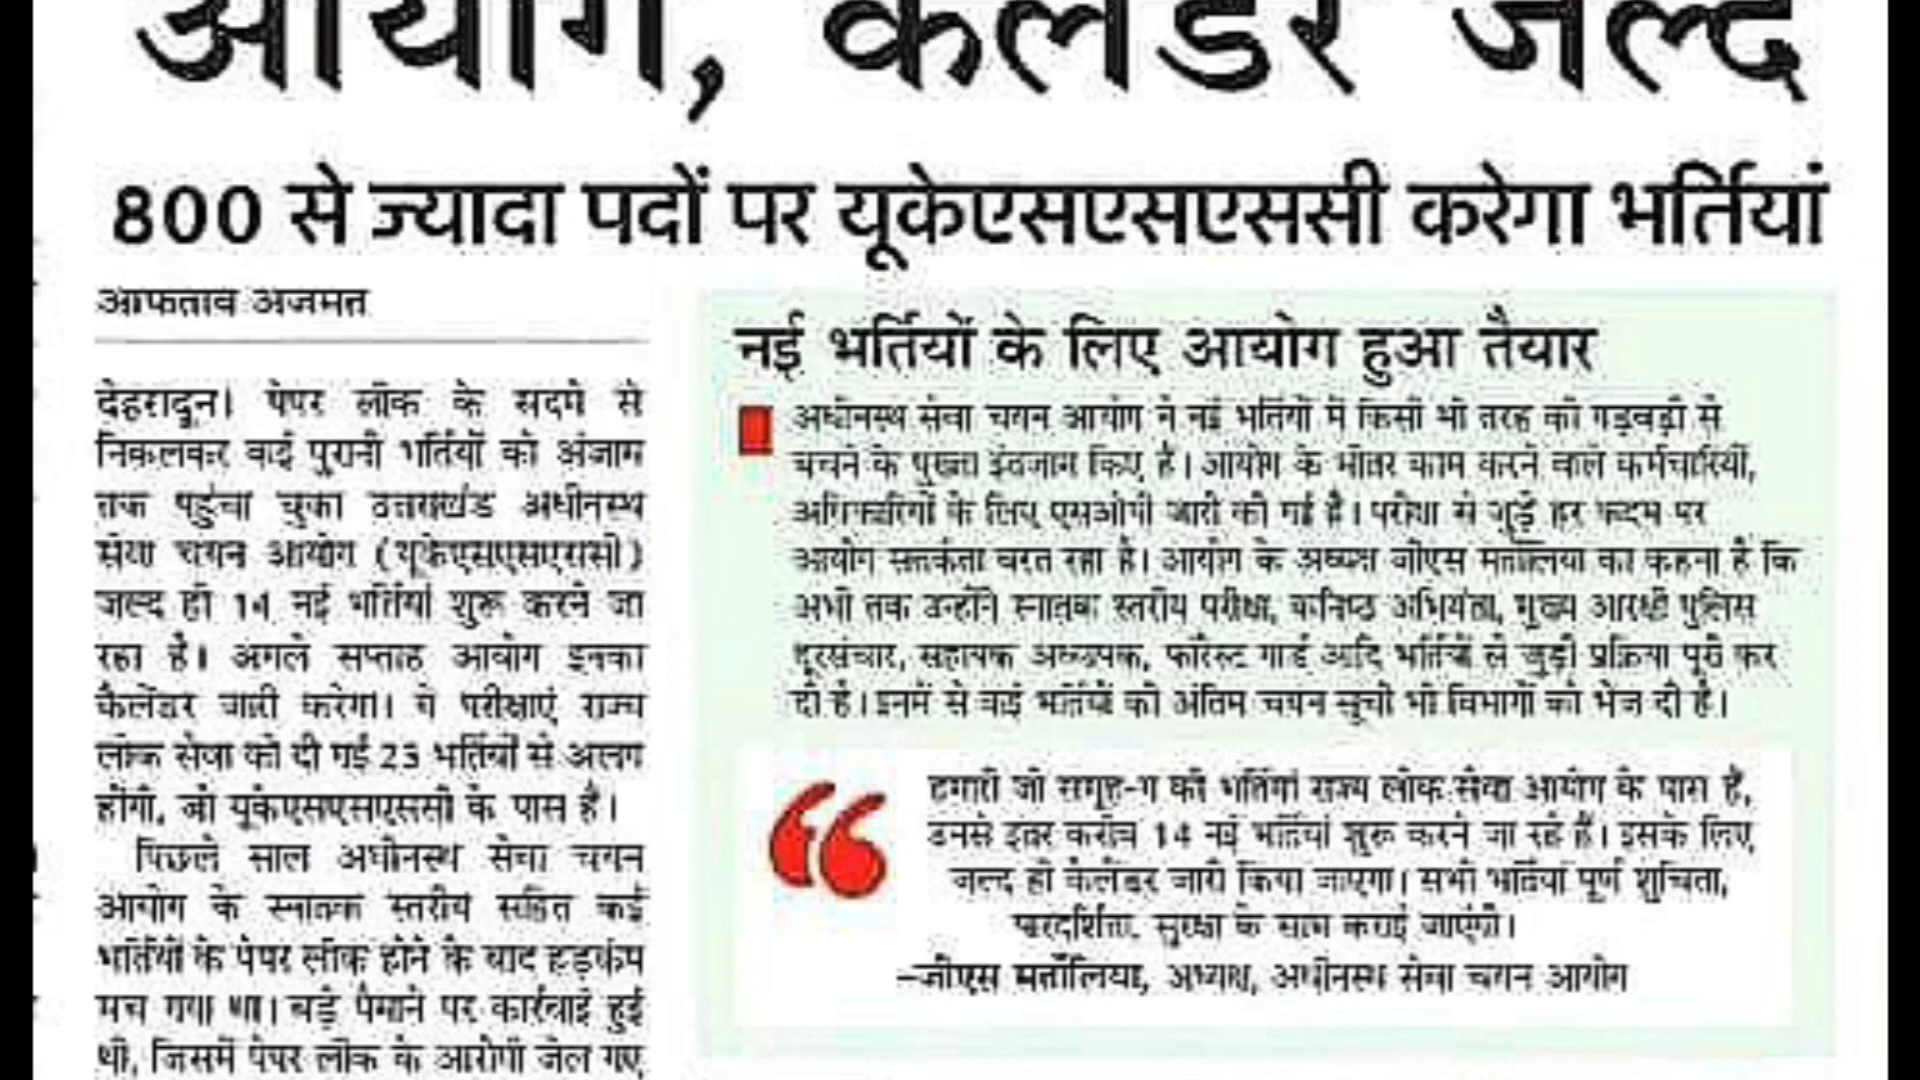 आयोग, कैलेंडर जल्द
800 से ज्यादा पदों पर यूकेएसएसएससी करेगा भर्तियां
आफताब अजमत
देहरादून। पेपर लीक के सदमे से
निकलकर कई पुरानी भर्तियों को अंजाम
तक पहुंचा चुका उत्तराखंड अधीनस्थ
सेवा चयन आयोग (यूकेएसएसएससी)
जल्द ही 14 नई भर्तियां शुरू करने जा
रहा है। अगले सप्ताह आयोग इनका
कैलेंडर जारी करेगा। ये परीक्षाएं राज्य
लोक सेवा को दी गई 23 भर्तियों से अलग
होंगी, जो यूकेएसएसएससी के पास हैं।
पिछले साल अधीनस्थ सेवा चयन
आयोग के स्नातक स्तरीय सहित कई
भर्तियों के पेपर लीक होने के बाद हड़कंप
मच गया था। बड़े पैमाने पर कार्रवाई हुई
थी, जिसमें पेपर लीक के आरोपी जेल गए,
नई भर्तियों के लिए आयोग हुआ तैयार
अधीनस्थ सेवा चयन आयोग ने नई भर्तियों में किसी भी तरह की गड़बड़ी से
बचने के पुख्ता इंतजाम किए हैं। आयोग के भीतर काम करने वाले कर्मचारियों,
अधिकारियों के लिए एसओपी जारी की गई है। परीक्षा से जुड़े हर कदम पर
आयोग सतर्कता बरत रहा है। आयोग के अध्यक्ष जीएस मर्तोलिया का कहना है कि
अभी तक उन्होंने स्नातक स्तरीय परीक्षा, कनिष्ठ अभियंता, मुख्य आरक्षी पुलिस
दूरसंचार, सहायक अध्यापक, फॉरेस्ट गार्ड आदि भर्तियों से जुड़ी प्रक्रिया पूरी कर
दी है। इनमें से कई भर्तियों की अंतिम चयन सूची भी विभागों को भेज दी है।
हमारी जो समूह-ग की भर्तियां राज्य लोक सेवा आयोग के पास हैं,
उनसे इतर करीब 14 नई भर्तियां शुरू करने जा रहे हैं। इसके लिए
जल्द ही कैलेंडर जारी किया जाएगा। सभी भर्तियां पूर्ण शुचिता,
पारदर्शिता, सुरक्षा के साथ कराई जाएंगी।
–जीएस मर्तोलिया, अध्यक्ष, अधीनस्थ सेवा चयन आयोग